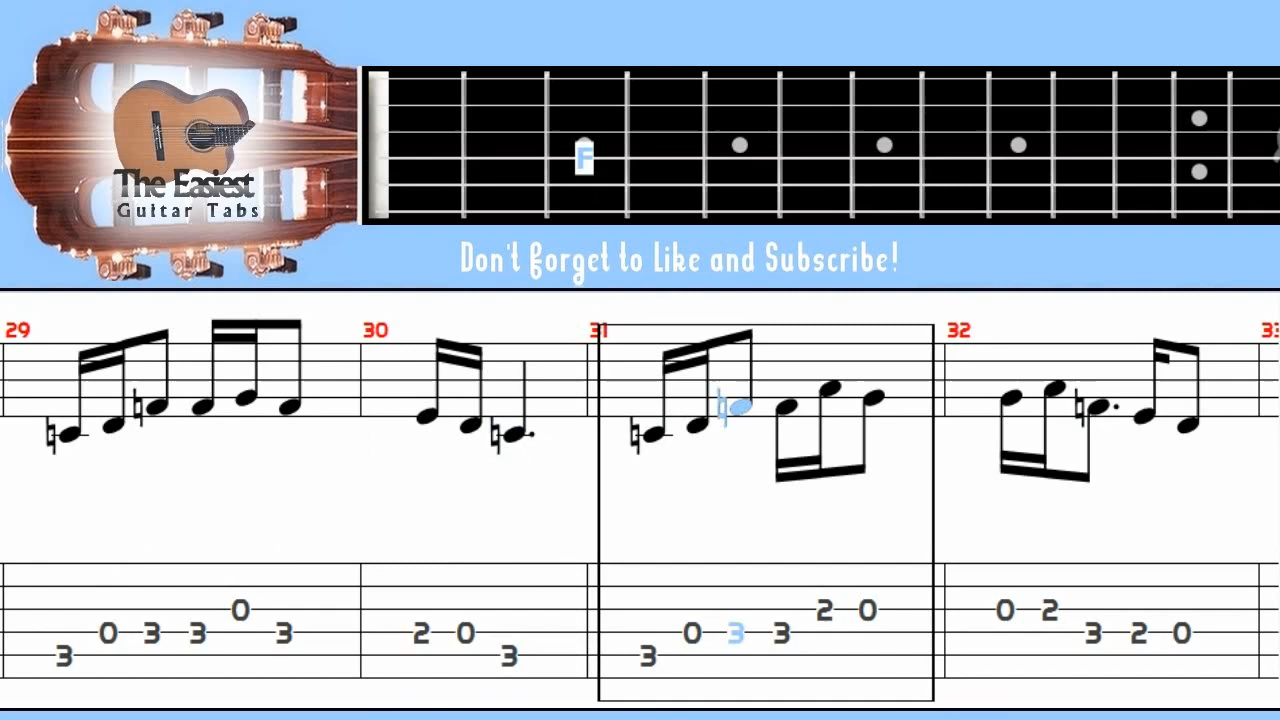 The Easiest
Guitar Tabs
F
Don't forget to Like and Subscribe!
29 30 31 32 33
3 0 3 3 0 3 2 0 3 3 0 3 3 2 0 0 2 3 2 0